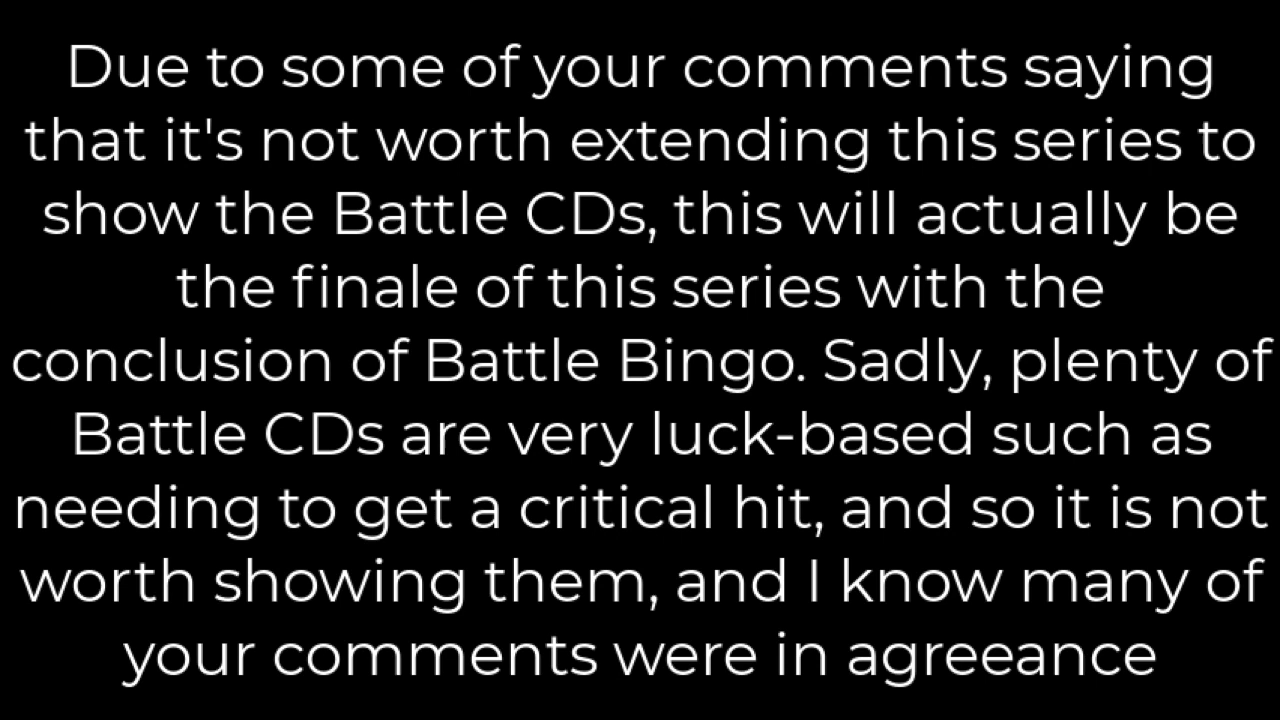 Due to some of your comments saying
that it's not worth extending this series to
show the Battle CDs, this will actually be
the finale of this series with the
conclusion of Battle Bingo. Sadly, plenty of
Battle CDs are very luck-based such as
needing to get a critical hit, and so it is not
worth showing them, and I know many of
your comments were in agreeance